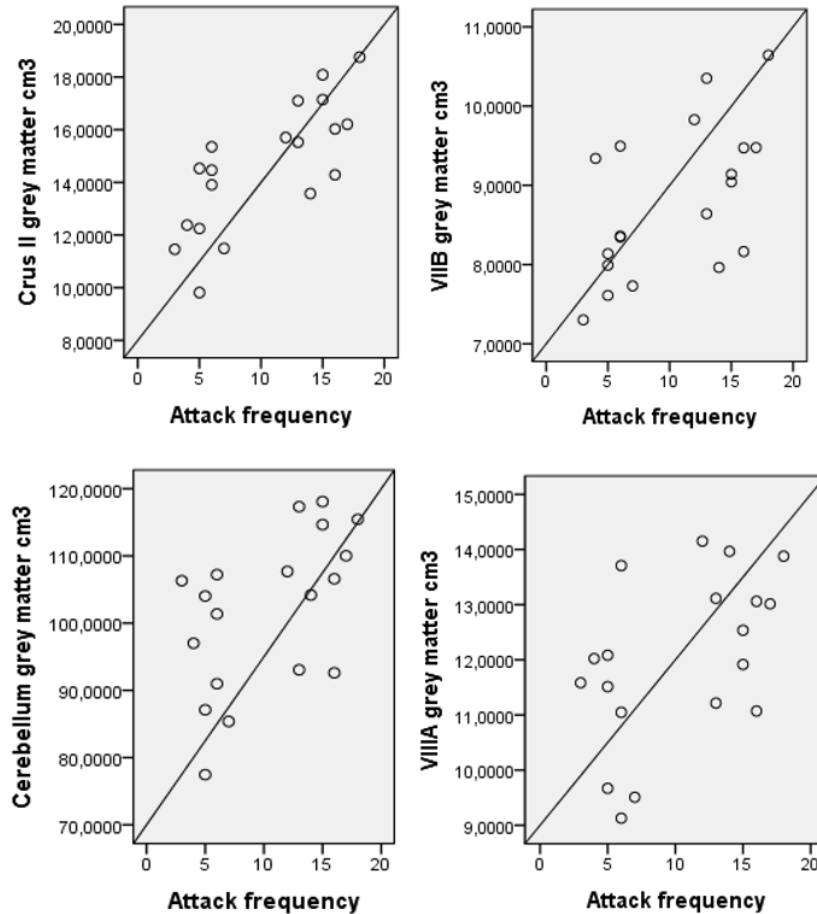 Crus II grey matter cm3
20,0000
18,0000
16,0000
14,0000
12,0000
10,0000
8,0000
0 5 10 15 20
Attack frequency
VIIB grey matter cm3
11,0000
10,0000
9,0000
8,0000
7,0000
0 5 10 15 20
Attack frequency
Cerebellum grey matter cm3
120,0000
110,0000
100,0000
90,0000
80,0000
70,0000
0 5 10 15 20
Attack frequency
VIIIA grey matter cm3
15,0000
14,0000
13,0000
12,0000
11,0000
10,0000
9,0000
0 5 10 15 20
Attack frequency